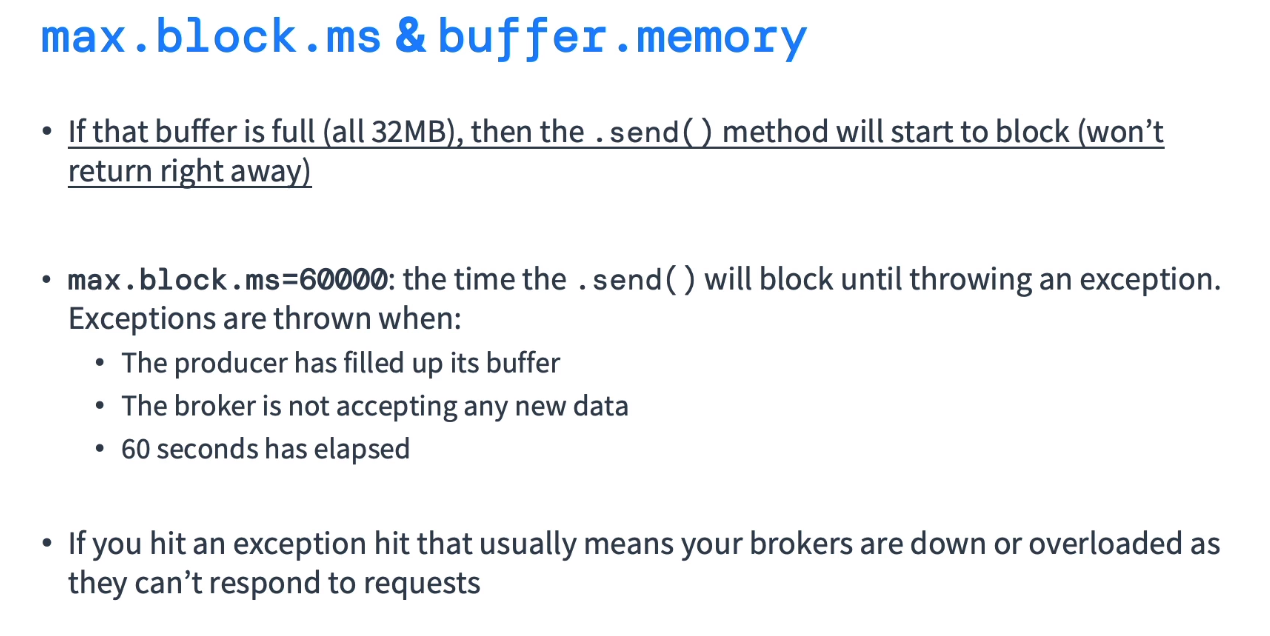 max.block.ms & buffer.memory
• If that buffer is full (all 32MB), then the .send() method will start to block (won't
return right away)
• max.block.ms=60000: the time the .send() will block until throwing an exception.
Exceptions are thrown when:
• The producer has filled up its buffer
• The broker is not accepting any new data
• 60 seconds has elapsed
• If you hit an exception hit that usually means your brokers are down or overloaded as
they can't respond to requests